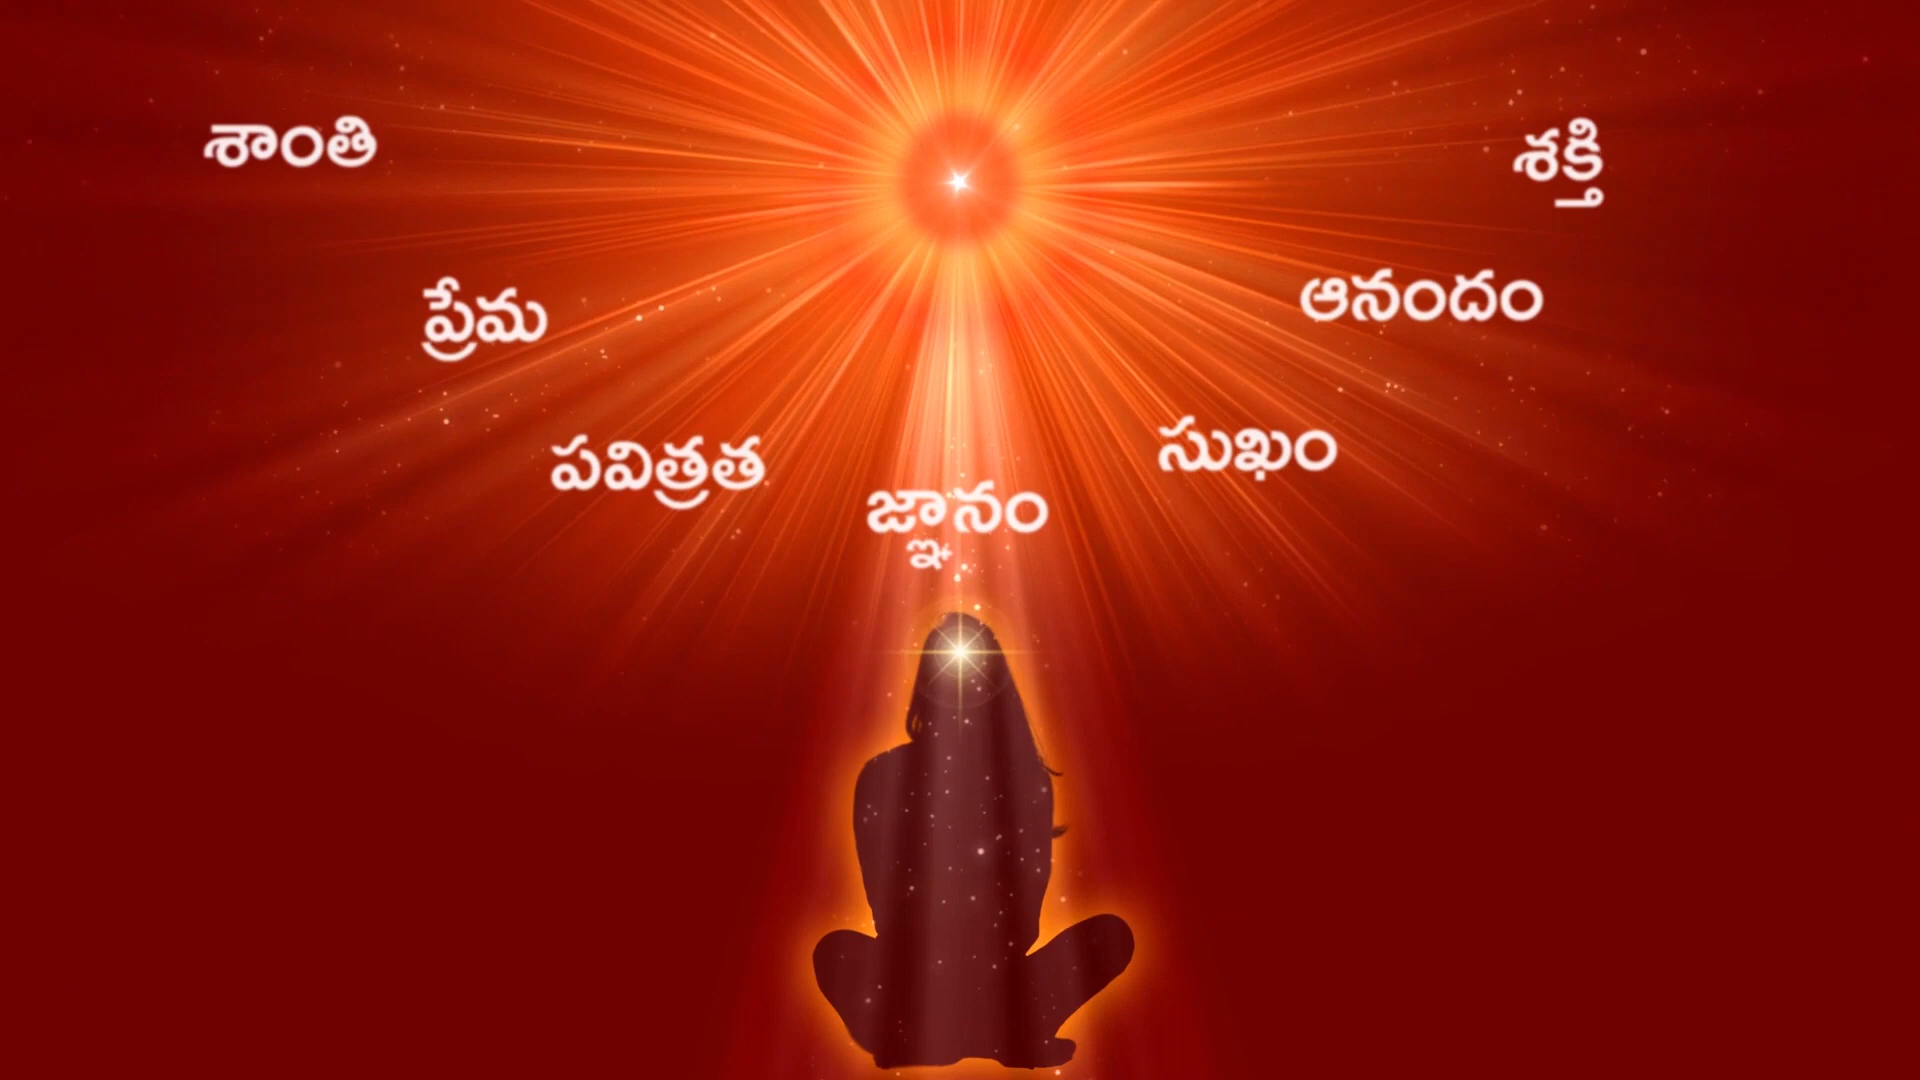 శాంతి
శక్తి
ప్రేమ
ఆనందం
పవిత్రత
సుఖం
జ్ఞానం